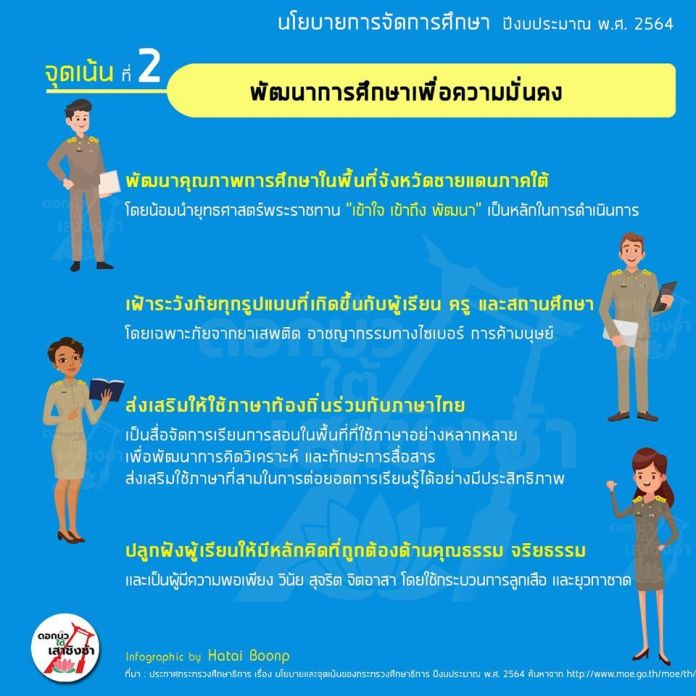 นโยบายการจัดการศึกษา ปีงบประมาณ พ.ศ. 2564
จุดเน้น ที่ 2
พัฒนาการศึกษาเพื่อความมั่นคง
พัฒนาคุณภาพการศึกษาในพื้นที่จังหวัดชายแดนภาคใต้
โดยน้อมนำยุทธศาสตร์พระราชทาน "เข้าใจ เข้าถึง พัฒนา" เป็นหลักในการดำเนินการ
เฝ้าระวังภัยทุกรูปแบบที่เกิดขึ้นกับผู้เรียน ครู และสถานศึกษา
โดยเฉพาะภัยจากยาเสพติด อาชญากรรมทางไซเบอร์ การค้ามนุษย์
ส่งเสริมให้ใช้ภาษาท้องถิ่นร่วมกับภาษาไทย
เป็นสื่อจัดการเรียนการสอนในพื้นที่ที่ใช้ภาษาอย่างหลากหลาย
เพื่อพัฒนาการคิดวิเคราะห์ และทักษะการสื่อสาร
ส่งเสริมใช้ภาษาที่สามในการต่อยอดการเรียนรู้ได้อย่างมีประสิทธิภาพ
ปลูกฝังผู้เรียนให้มีหลักคิดที่ถูกต้องด้านคุณธรรม จริยธรรม
และเป็นผู้มีความพอเพียง วินัย สุจริต จิตอาสา โดยใช้กระบวนการลูกเสือ และยุวกาชาด
ดอกบัว
ใต้
เสาชิงช้า
Infographic by Hatai Boonp
ที่มา : ประกาศกระทรวงศึกษาธิการ เรื่อง นโยบายและจุดเน้นของกระทรวงศึกษาธิการ ปีงบประมาณ พ.ศ. 2564 ค้นหาจาก http://www.moe.go.th/moe/th/